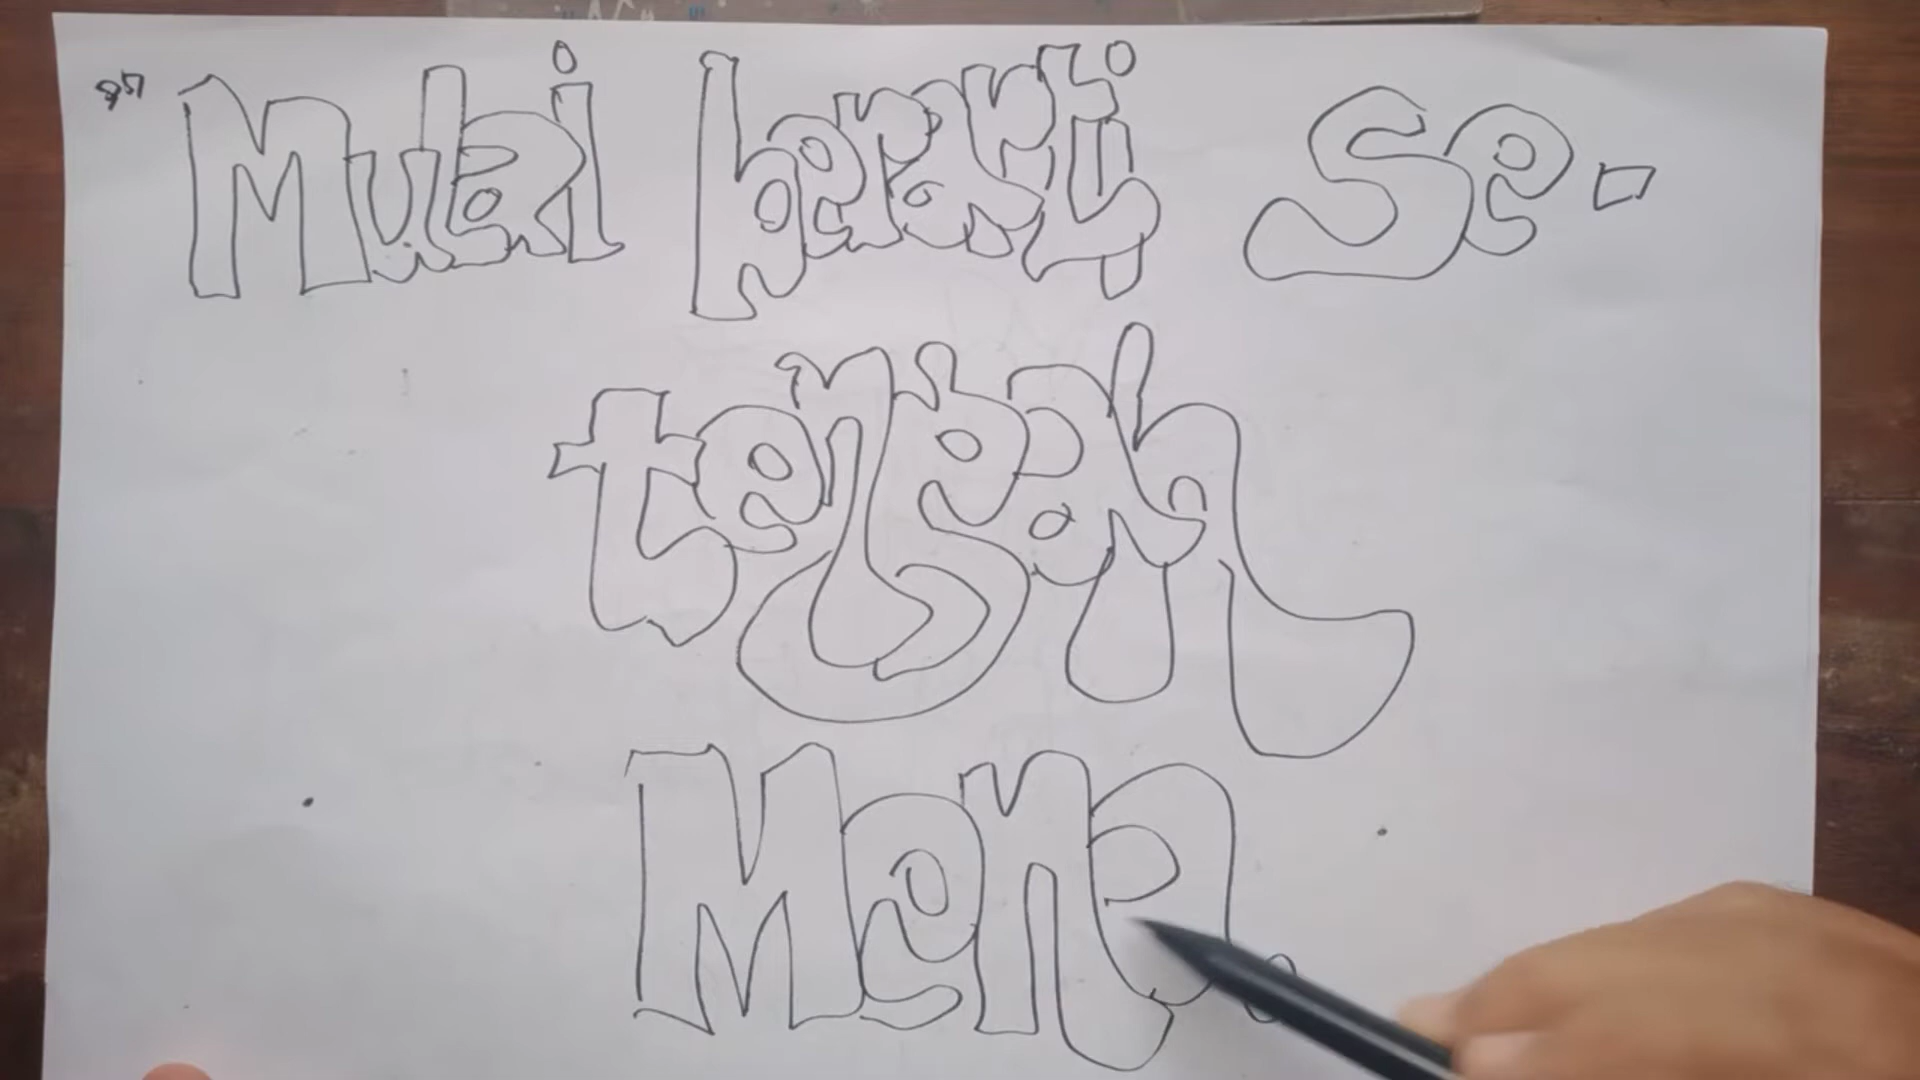 Mulai berarti Se-
tengah
Mena